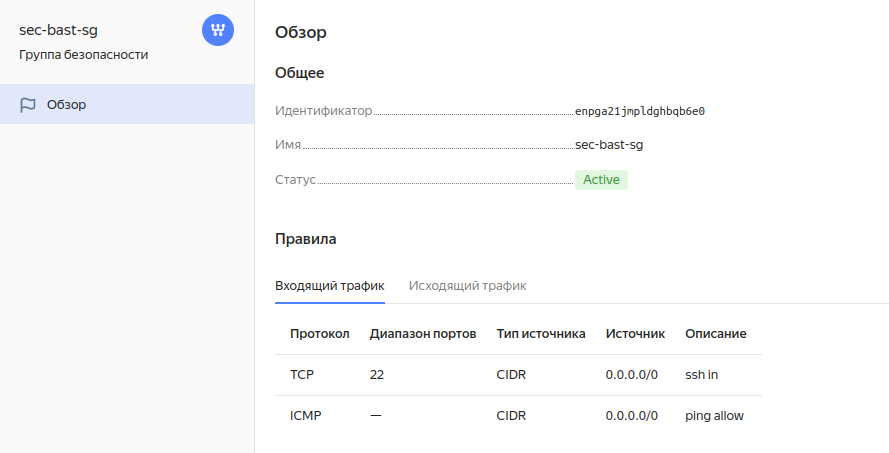 sec-bast-sg
Группа безопасности
Обзор
Обзор
Общее
Идентификатор enpga21jmpldghbqb6e0
Имя sec-bast-sg
Статус Active
Правила
Входящий трафик Исходящий трафик
Протокол Диапазон портов Тип источника Источник Описание
TCP 22 CIDR 0.0.0.0/0 ssh in
ICMP — CIDR 0.0.0.0/0 ping allow